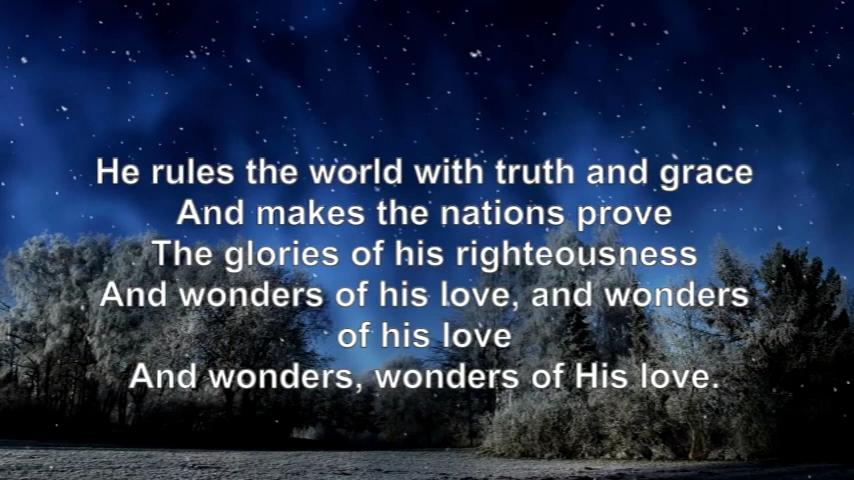 He rules the world with truth and grace
And makes the nations prove
The glories of his righteousness
And wonders of his love, and wonders
of his love
And wonders, wonders of His love.